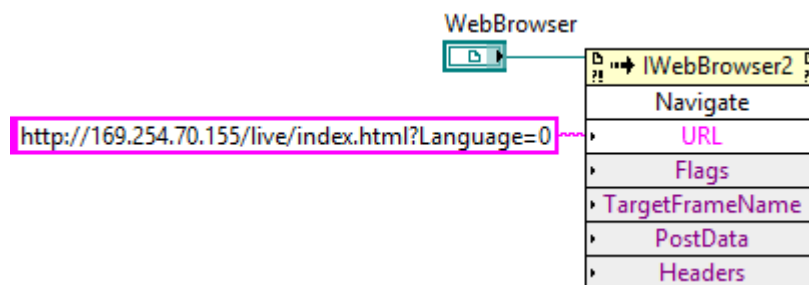 WebBrowser
IWebBrowser2
Navigate
http://169.254.70.155/live/index.html?Language=0
URL
Flags
TargetFrameName
PostData
Headers